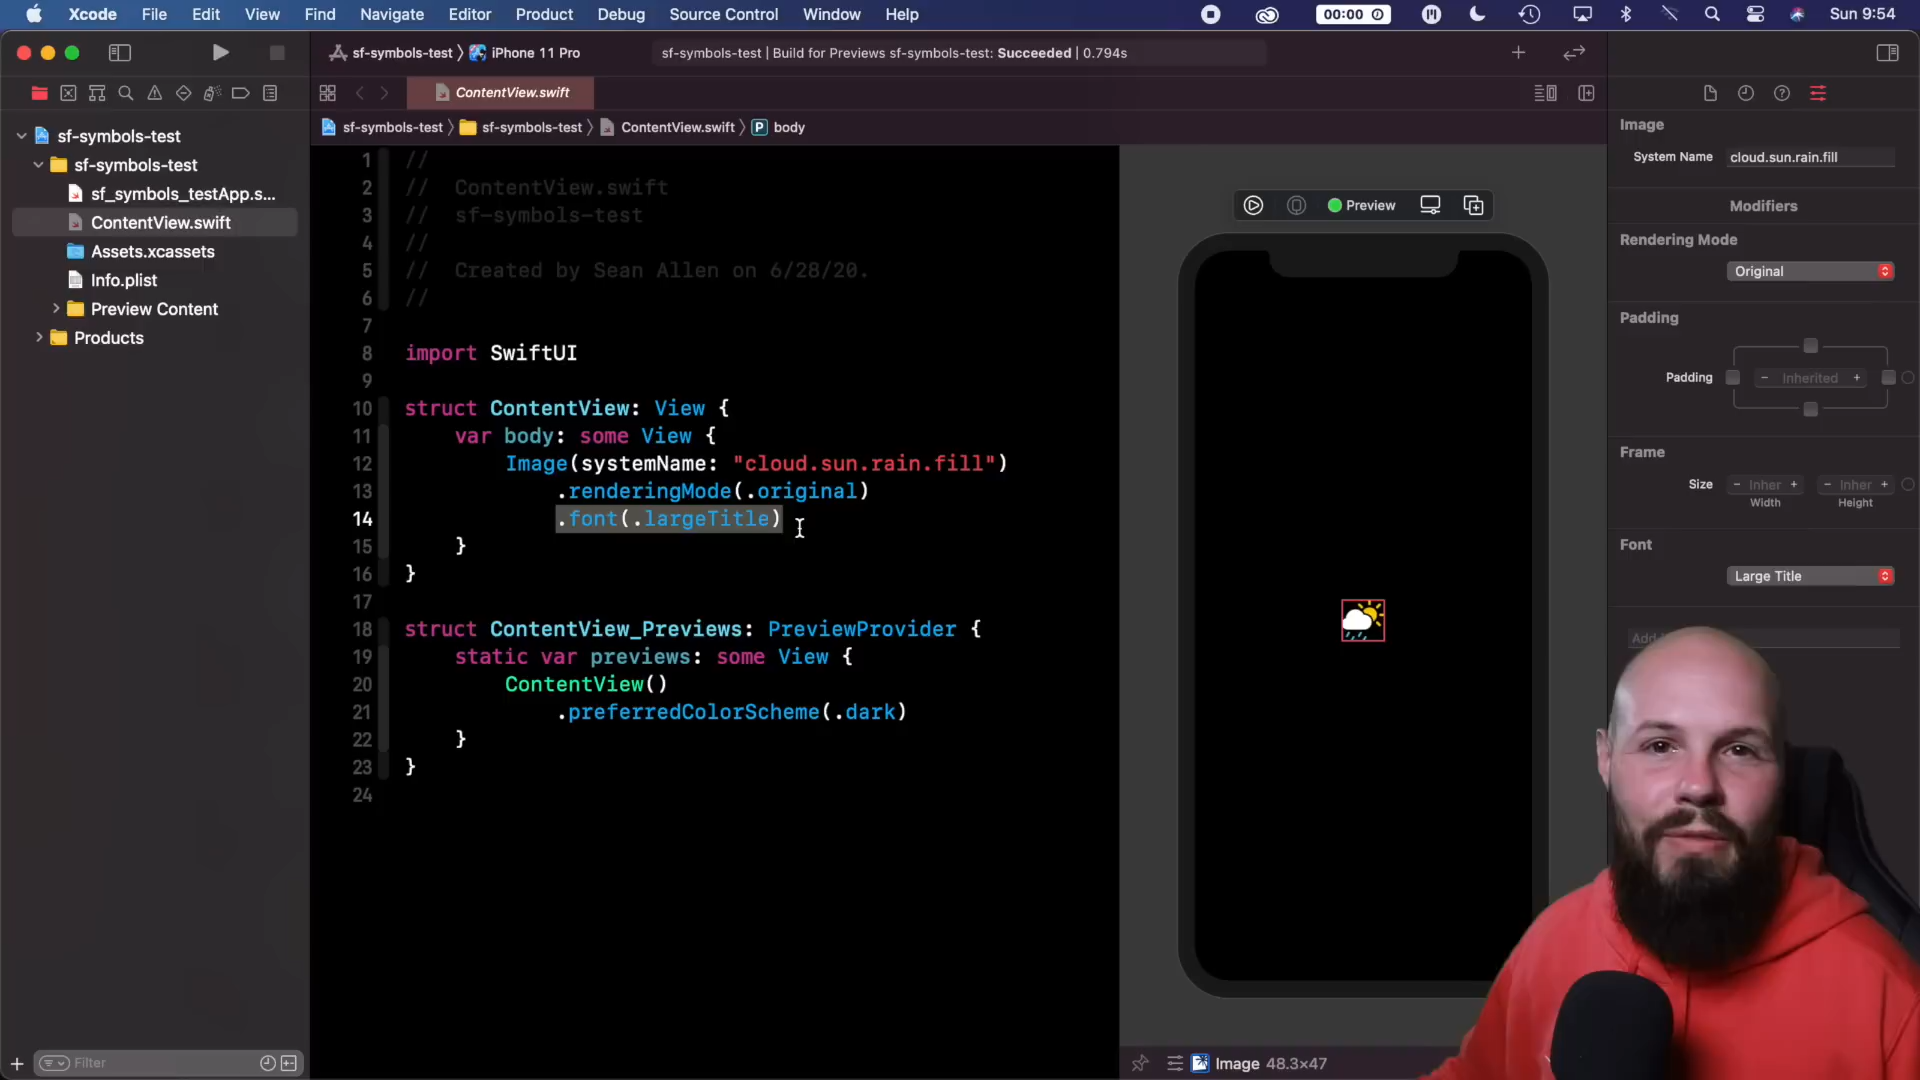 Xcode File Edit View Find Navigate Editor Product Debug Source Control Window Help 00:00 Sun 9:54
sf-symbols-test iPhone 11 Pro
sf-symbols-test | Build for Previews sf-symbols-test: Succeeded | 0.794s
ContentView.swift
sf-symbols-test sf-symbols-test ContentView.swift P body
sf-symbols-test
sf-symbols-test
sf_symbols_testApp.s...
ContentView.swift
Assets.xcassets
Info.plist
Preview Content
Products
Filter
1 //
2 // ContentView.swift
3 // sf-symbols-test
4 //
5 // Created by Sean Allen on 6/28/20.
6 //
7
8 import SwiftUI
9
10 struct ContentView: View {
11 var body: some View {
12 Image(systemName: "cloud.sun.rain.fill")
13 .renderingMode(.original)
14 .font(.largeTitle)
15 }
16 }
17
18 struct ContentView_Previews: PreviewProvider {
19 static var previews: some View {
20 ContentView()
21 .preferredColorScheme(.dark)
22 }
23 }
24
Preview
Image 48.3×47
Image
System Name cloud.sun.rain.fill
Modifiers
Rendering Mode
Original
Padding
Padding − Inherited +
Frame
Size − Inher + − Inher +
Width Height
Font
Large Title